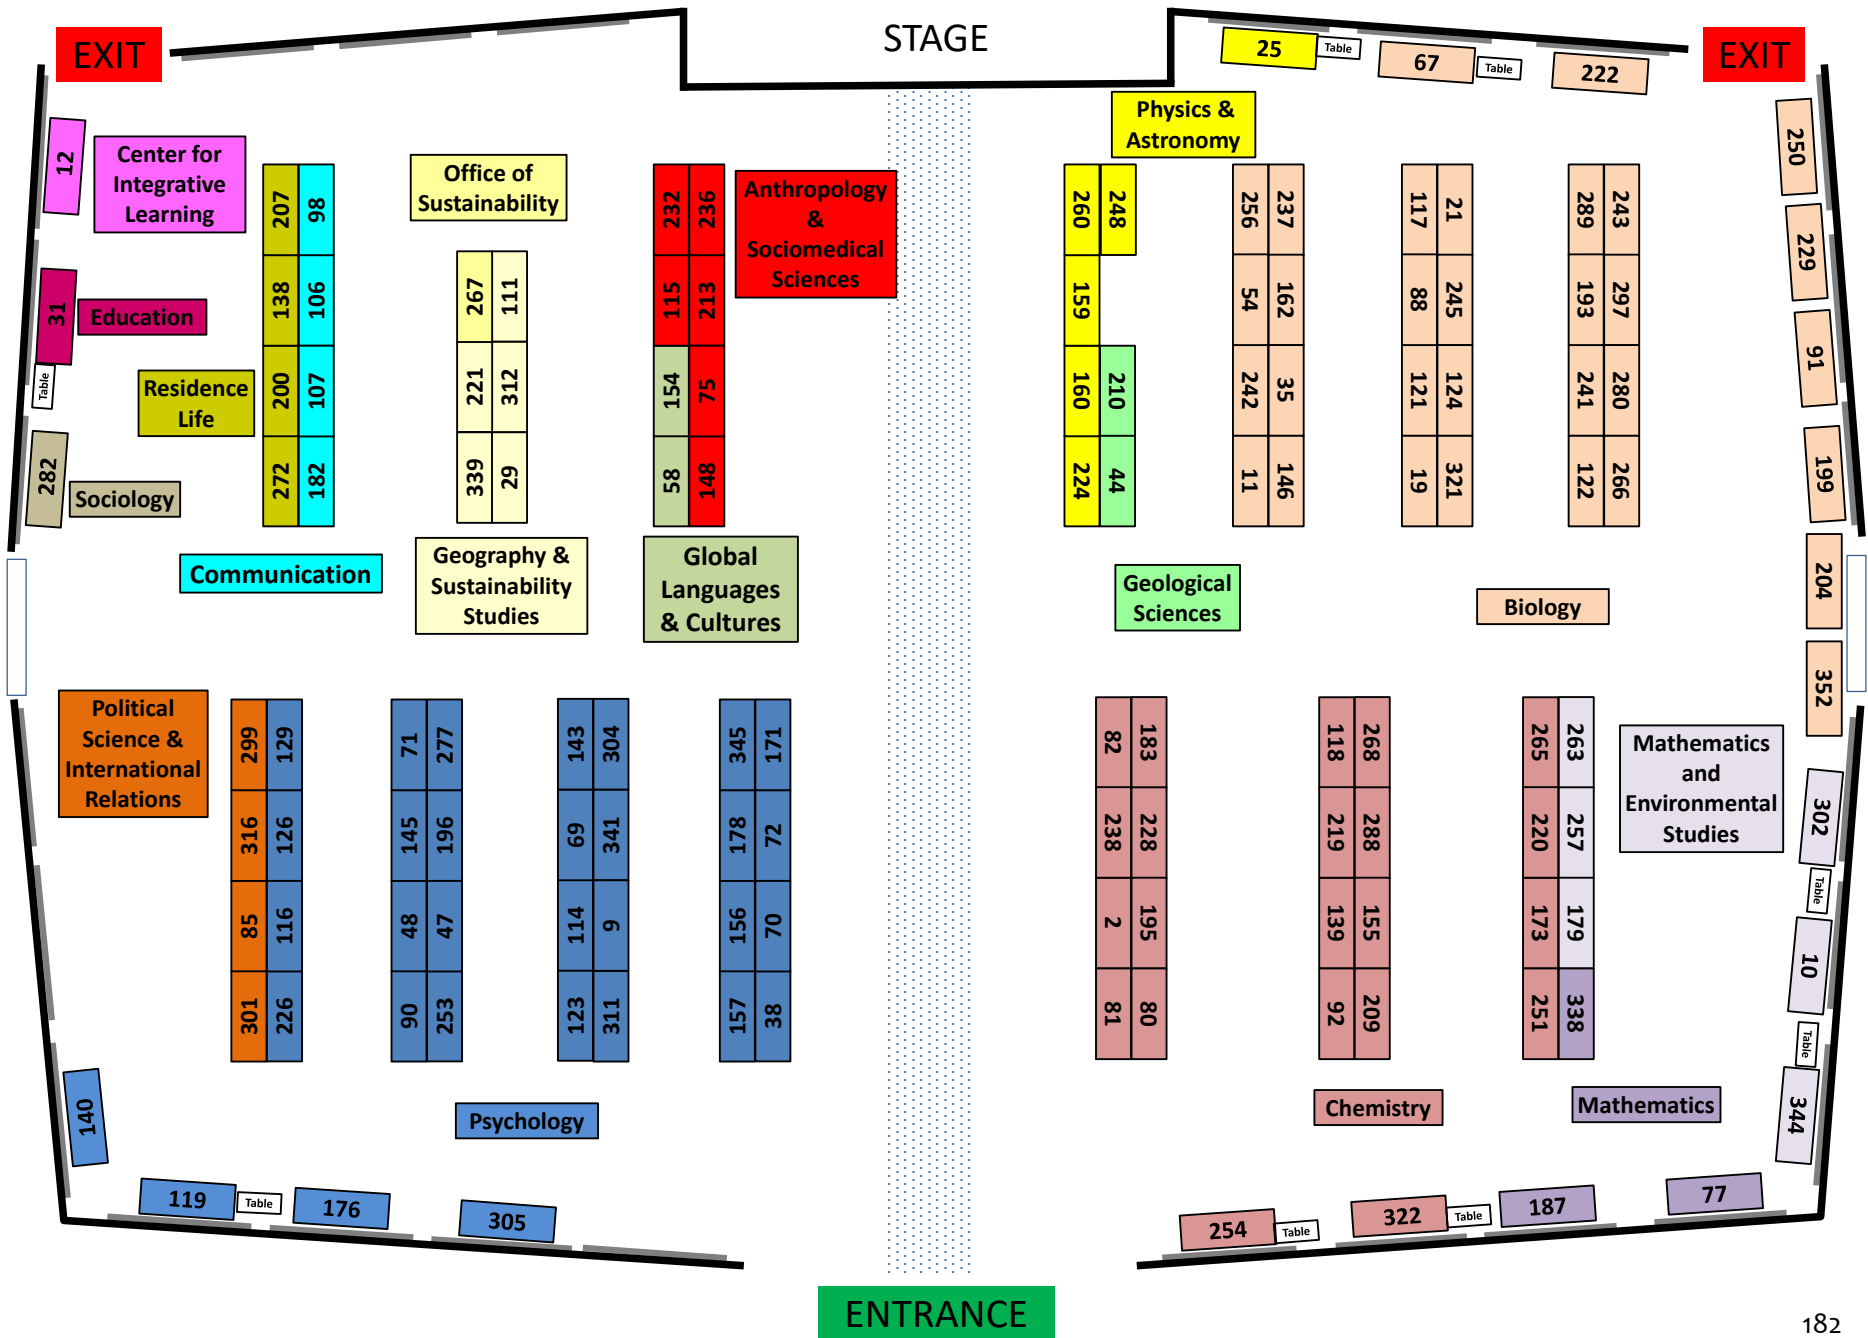 STAGE
EXIT
EXIT
25
Table
67
Table
222
12
Center for
Integrative
Learning
31
Education
Table
Residence
Life
282
Sociology
207
98
138
106
200
107
272
182
Communication
Office of
Sustainability
267
111
221
312
339
29
Geography &
Sustainability
Studies
232
236
115
213
154
75
58
148
Anthropology
&
Sociomedical
Sciences
Global
Languages
& Cultures
Physics &
Astronomy
260
248
159
160
210
224
44
Geological
Sciences
256
237
54
162
242
35
11
146
117
21
88
245
121
124
19
321
289
243
193
297
241
280
122
266
Biology
250
229
91
199
204
352
Political
Science &
International
Relations
299
129
316
126
85
116
301
226
71
277
145
196
48
47
90
253
143
304
69
341
114
9
123
311
345
171
178
72
156
70
157
38
Psychology
140
119
Table
176
305
82
183
238
228
2
195
81
80
118
268
219
288
139
155
92
209
265
263
220
257
173
179
251
338
Mathematics
and
Environmental
Studies
302
Table
10
Table
344
Chemistry
Mathematics
254
Table
322
Table
187
77
ENTRANCE
182